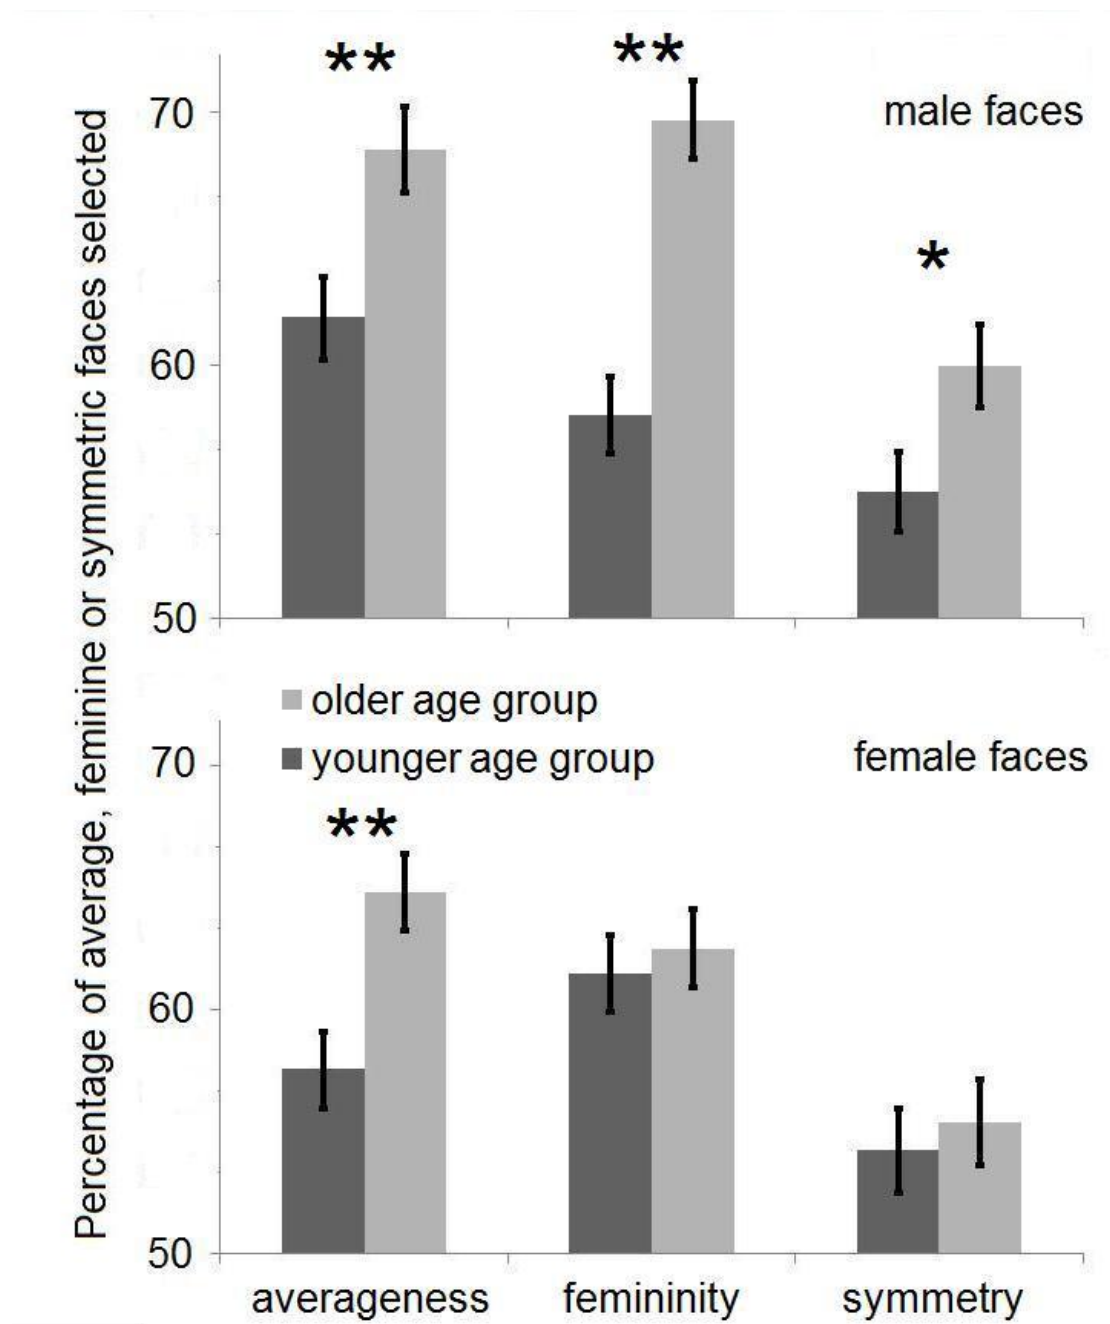 Percentage of average, feminine or symmetric faces selected
** ** male faces
70
*
60
50
older age group
younger age group
70 female faces
**
60
50
averageness femininity symmetry